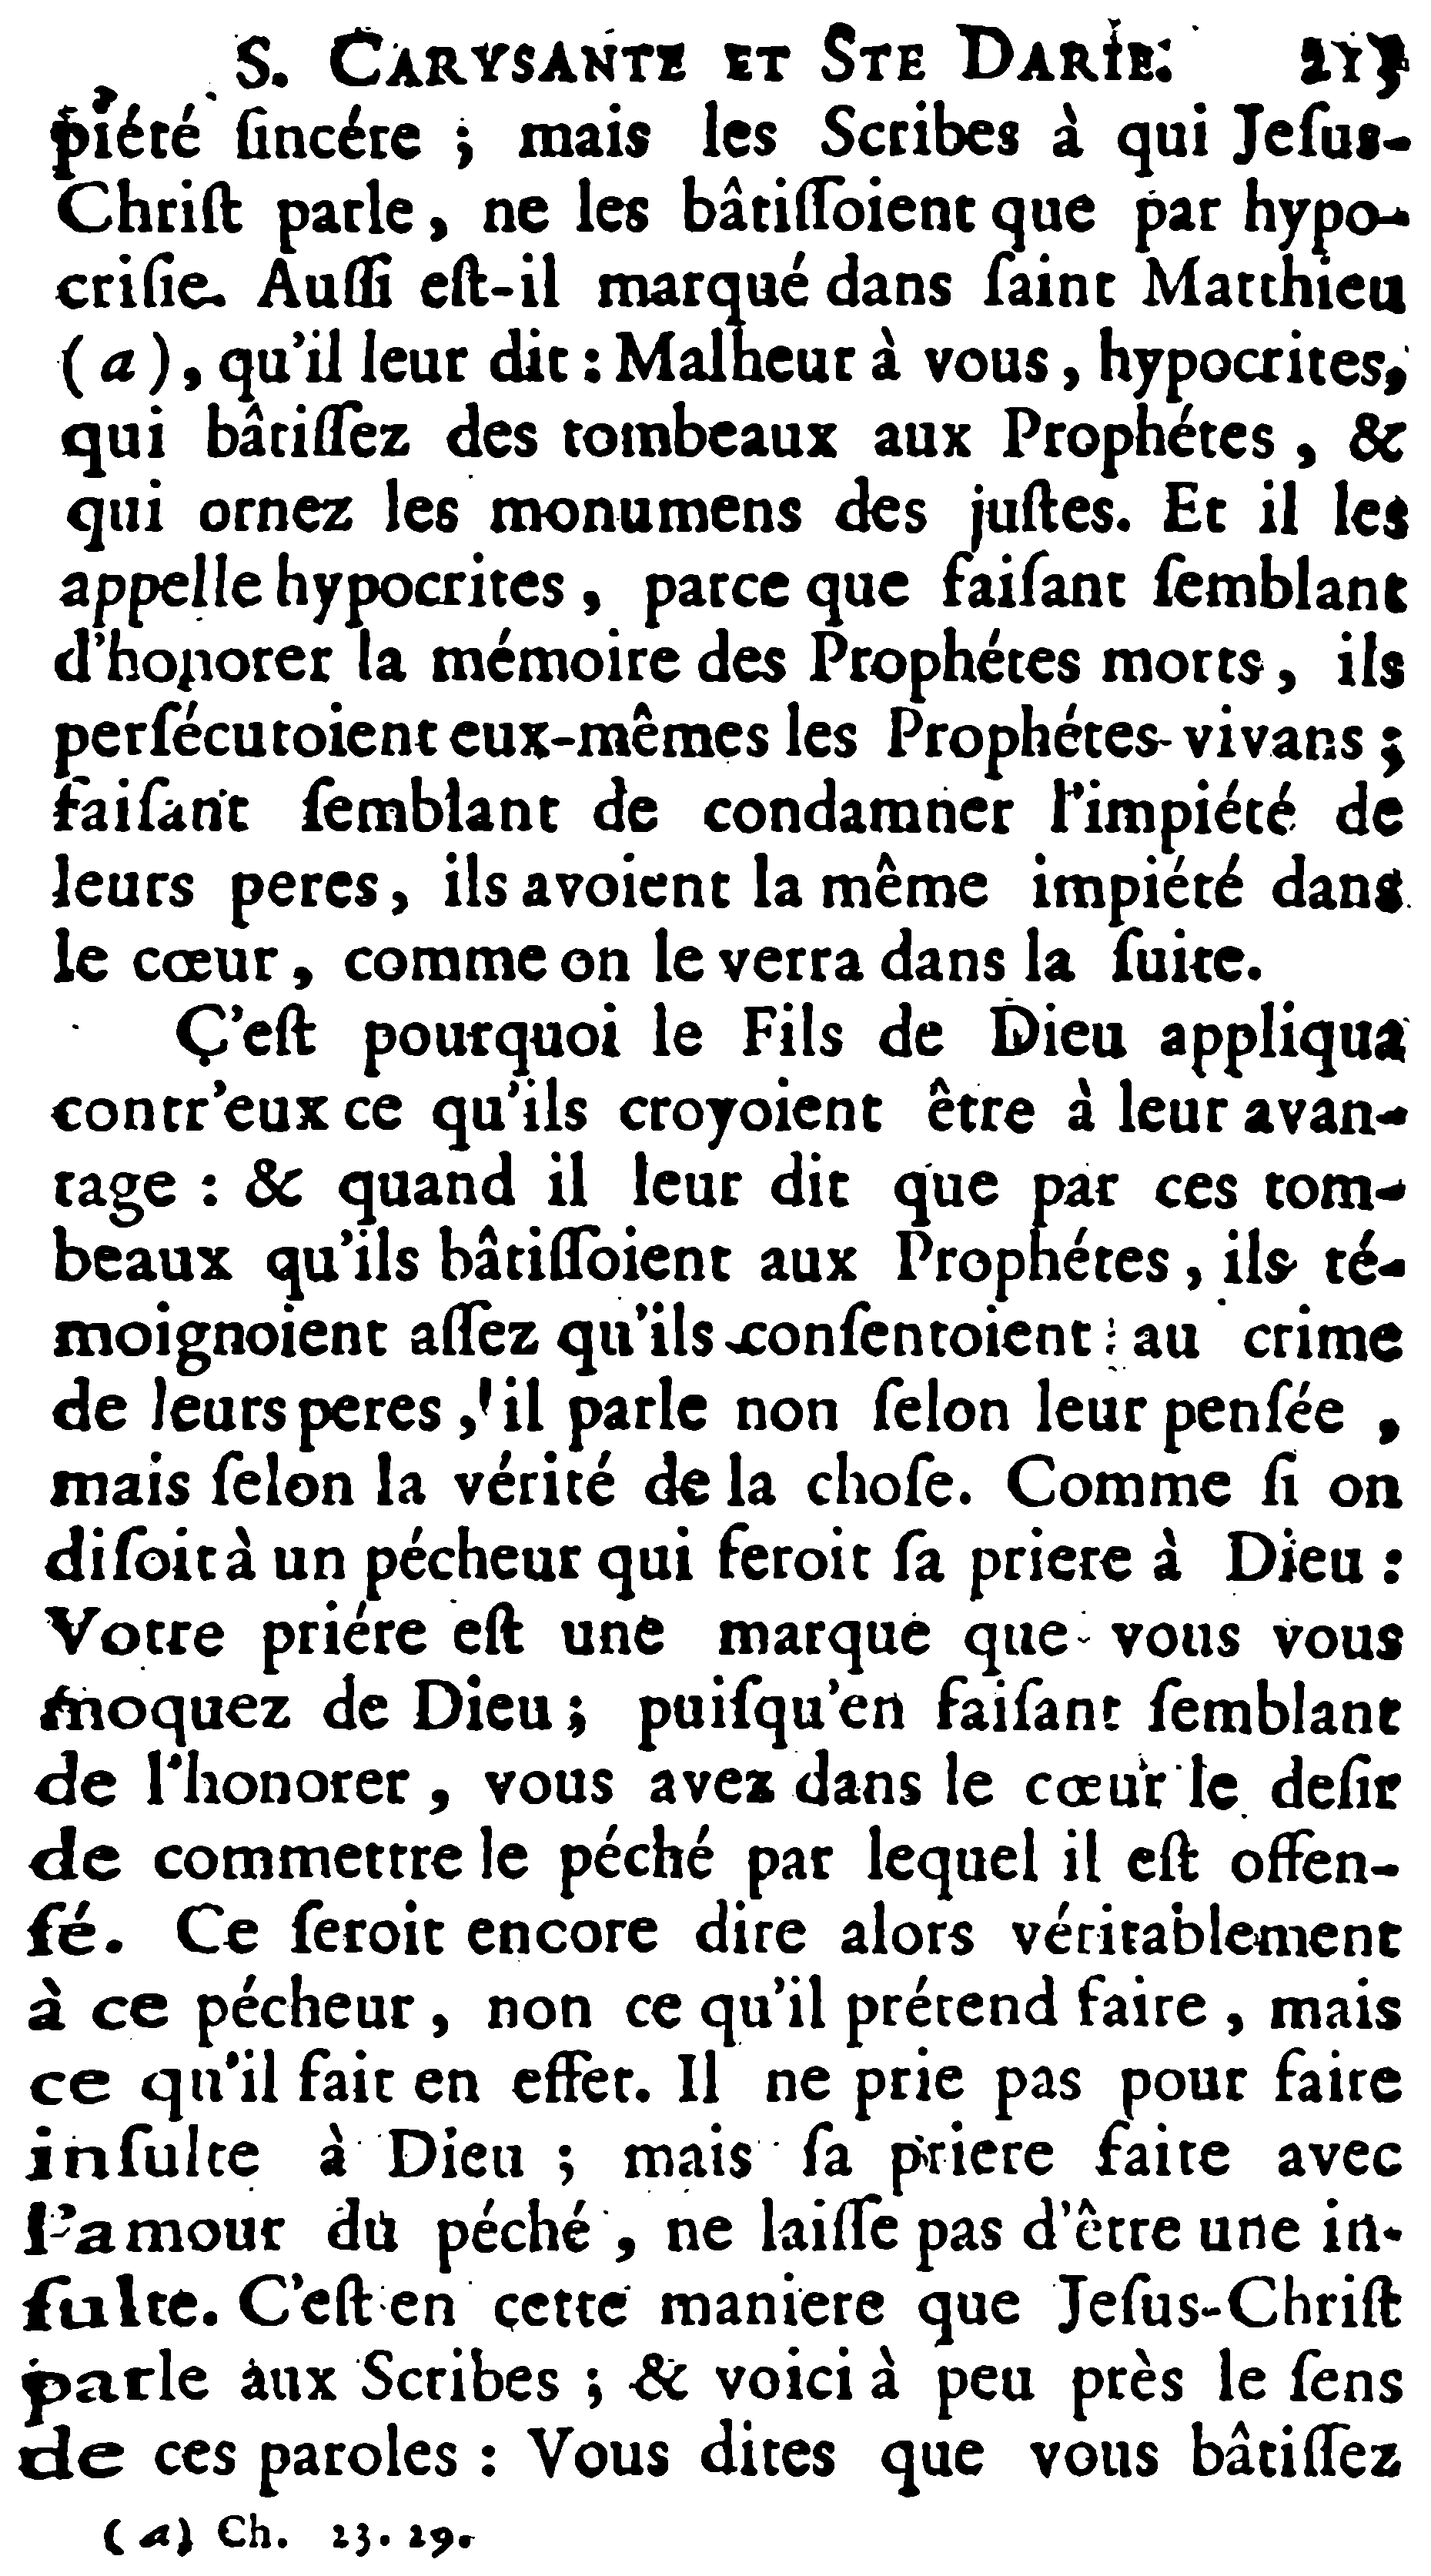 S. CARYSANTE ET STE DARIE. 213
piété ſincére ; mais les Scribes à qui Jeſus-
Chriſt parle, ne les bâtiſſoient que par hypo-
criſie. Auſſi eſt-il marqué dans ſaint Matthieu
(a), qu'il leur dit : Malheur à vous, hypocrites,
qui bâtiſſez des tombeaux aux Prophétes, &
qui ornez les monumens des juſtes. Et il les
appelle hypocrites, parce que faiſant ſemblant
d'honorer la mémoire des Prophétes morts, ils
perſécutoient eux-mêmes les Prophétes vivans ;
faiſant ſemblant de condamner l'impiété de
leurs peres, ils avoient la même impiété dans
le cœur, comme on le verra dans la ſuite.
Ç'eſt pourquoi le Fils de Dieu appliqua
contr'eux ce qu'ils croyoient être à leur avan-
tage : & quand il leur dit que par ces tom-
beaux qu'ils bâtiſſoient aux Prophétes, ils té-
moignoient aſſez qu'ils conſentoient au crime
de leurs peres, il parle non ſelon leur penſée,
mais ſelon la vérité de la choſe. Comme ſi on
diſoit à un pécheur qui feroit ſa priere à Dieu :
Votre priére eſt une marque que vous vous
moquez de Dieu ; puiſqu'en faiſant ſemblant
de l'honorer, vous avez dans le cœur le deſir
de commettre le péché par lequel il eſt offen-
ſé. Ce ſeroit encore dire alors véritablement
à ce pécheur, non ce qu'il prétend faire, mais
ce qu'il fait en effet. Il ne prie pas pour faire
inſulte à Dieu ; mais ſa priere faite avec
l'amour du péché, ne laiſſe pas d'être une in-
ſulte. C'eſt en cette maniere que Jeſus-Chriſt
parle aux Scribes ; & voici à peu près le ſens
de ces paroles : Vous dites que vous bâtiſſez
(a) Ch. 23. 29.